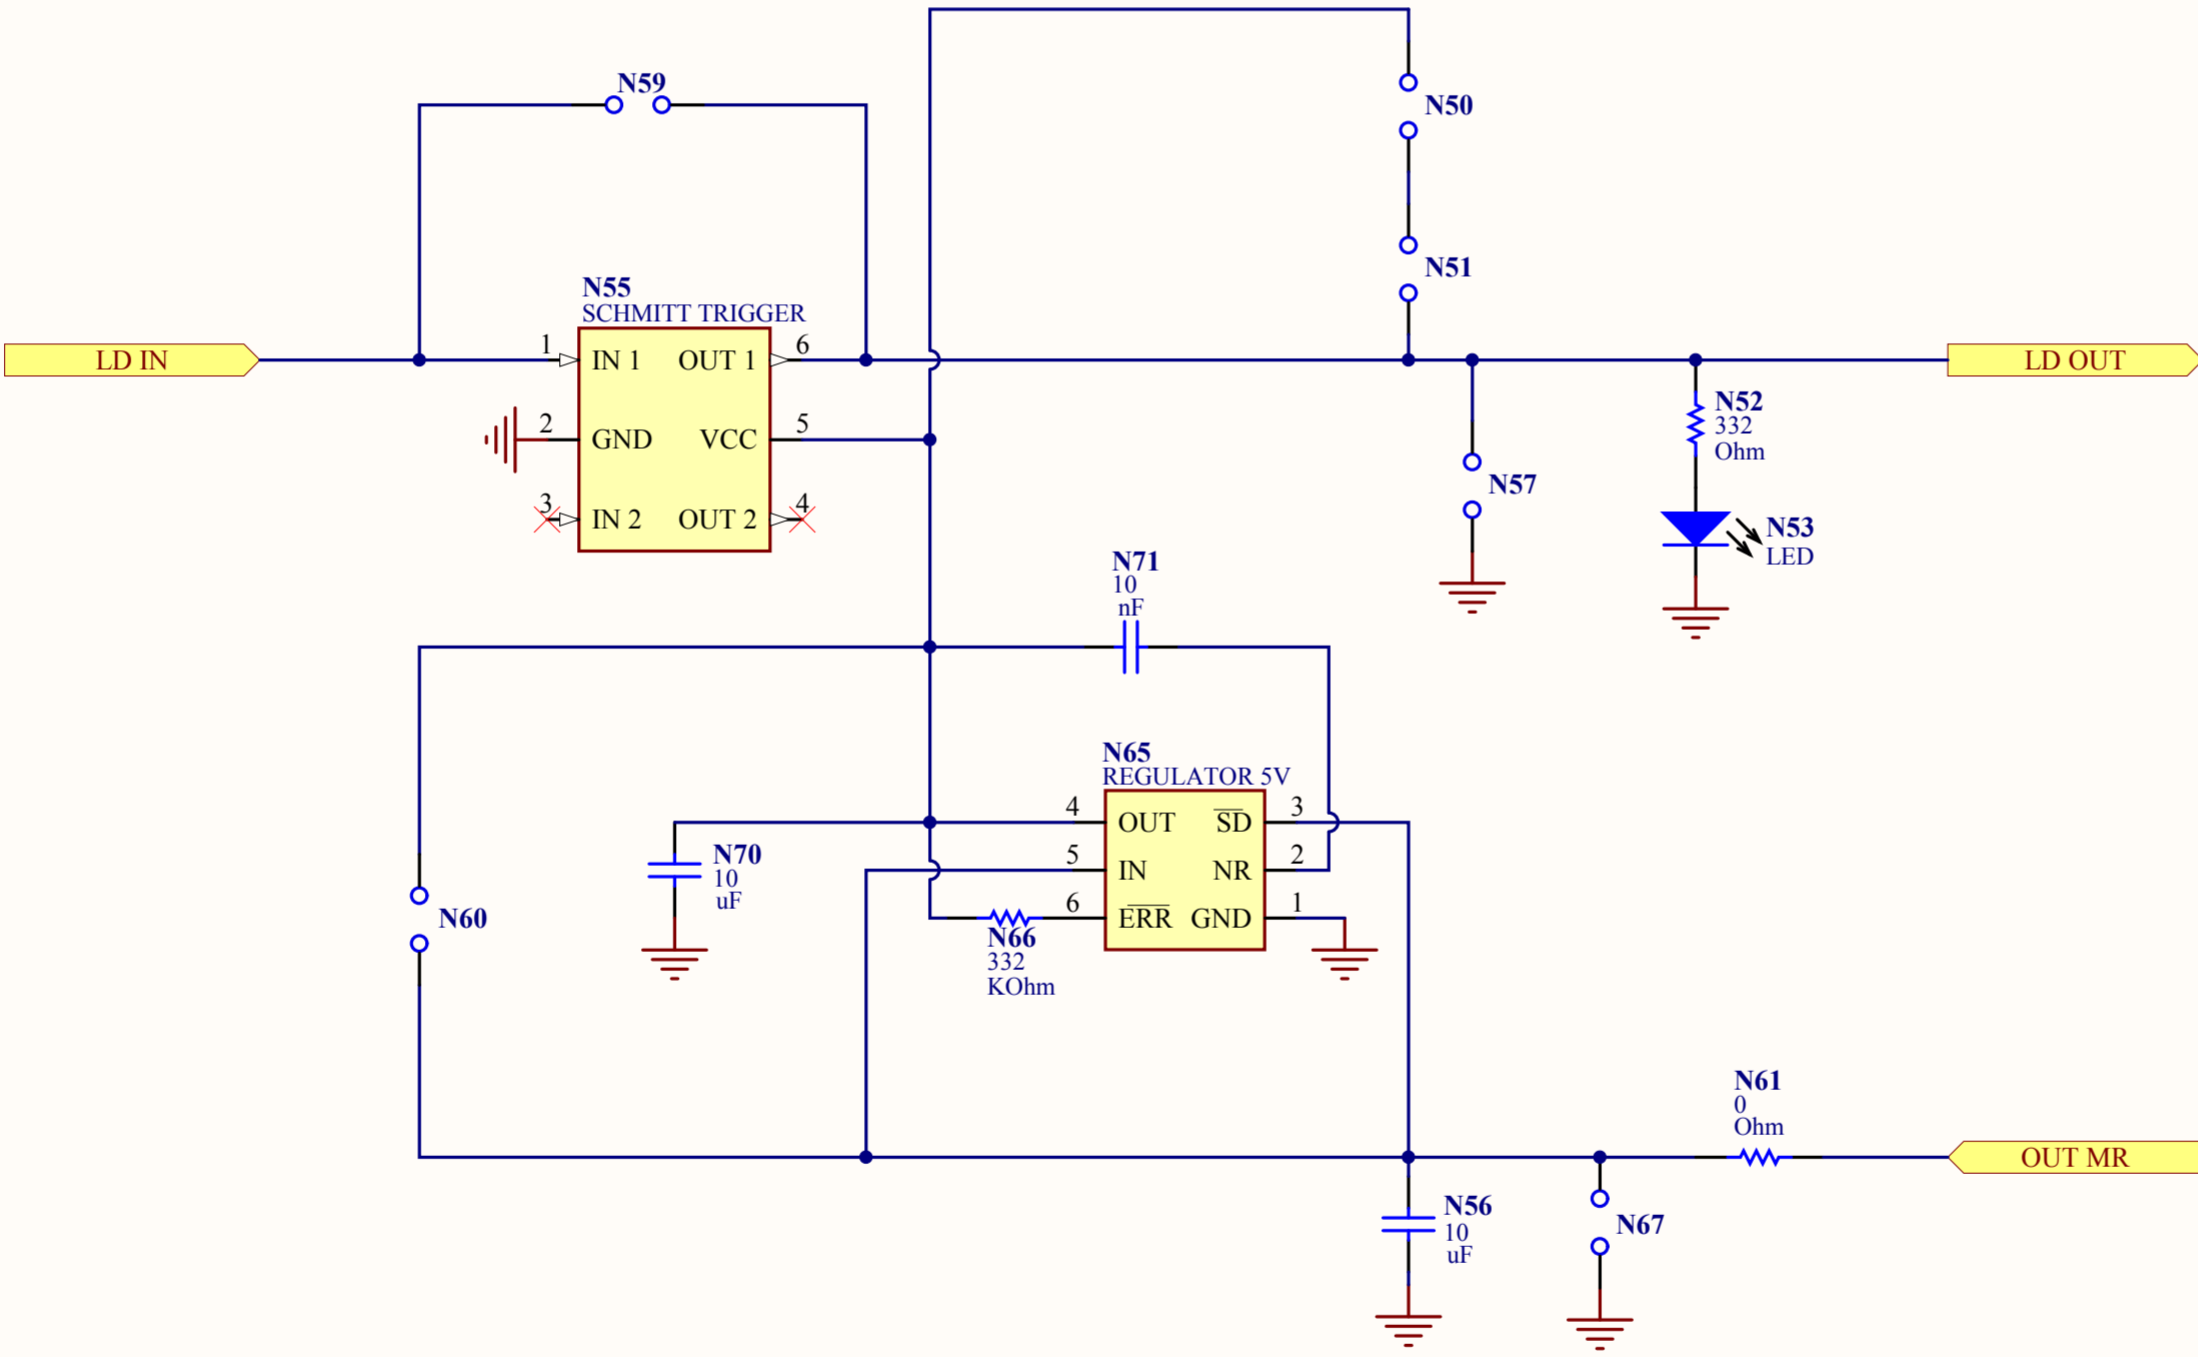 N59
N50
N51
N55
SCHMITT TRIGGER
LD IN
1
IN 1
OUT 1
6
LD OUT
2
GND
VCC
5
3
IN 2
OUT 2
4
N52
332
Ohm
N57
N53
LED
N71
10
nF
N65
REGULATOR 5V
4
OUT
SD
3
5
IN
NR
2
6
ERR
GND
1
N70
10
uF
N60
N66
332
KOhm
N61
0
Ohm
OUT MR
N56
10
uF
N67